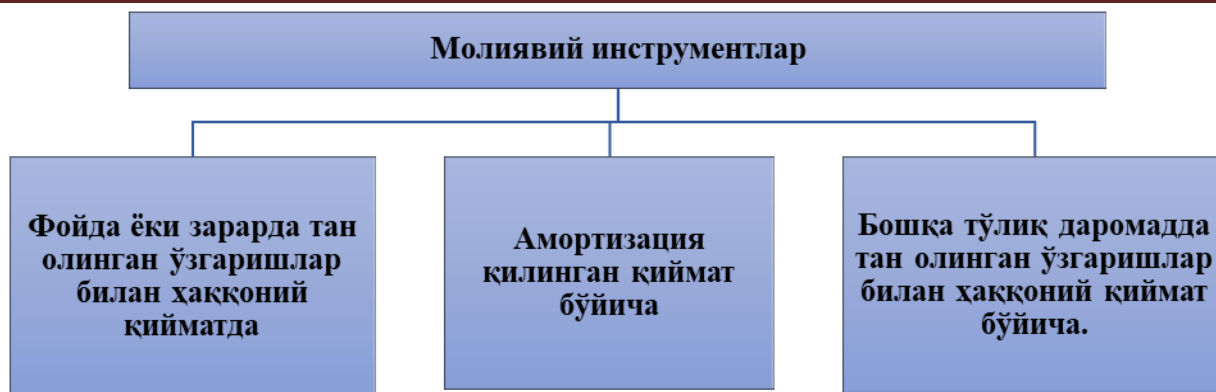 Молиявий инструментлар
Фойда ёки зарарда тан
олинган ўзгаришлар
билан ҳаққоний
қийматда
Амортизация
қилинган қиймат
бўйича
Бошқа тўлиқ даромадда
тан олинган ўзгаришлар
билан ҳаққоний қиймат
бўйича.